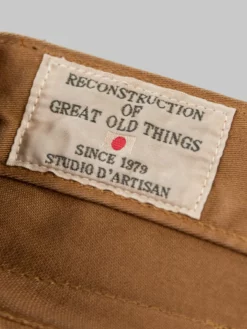 RECONSTRUCTION
OF
GREAT OLD THINGS
SINCE 1979
STUDIO D'ARTISAN